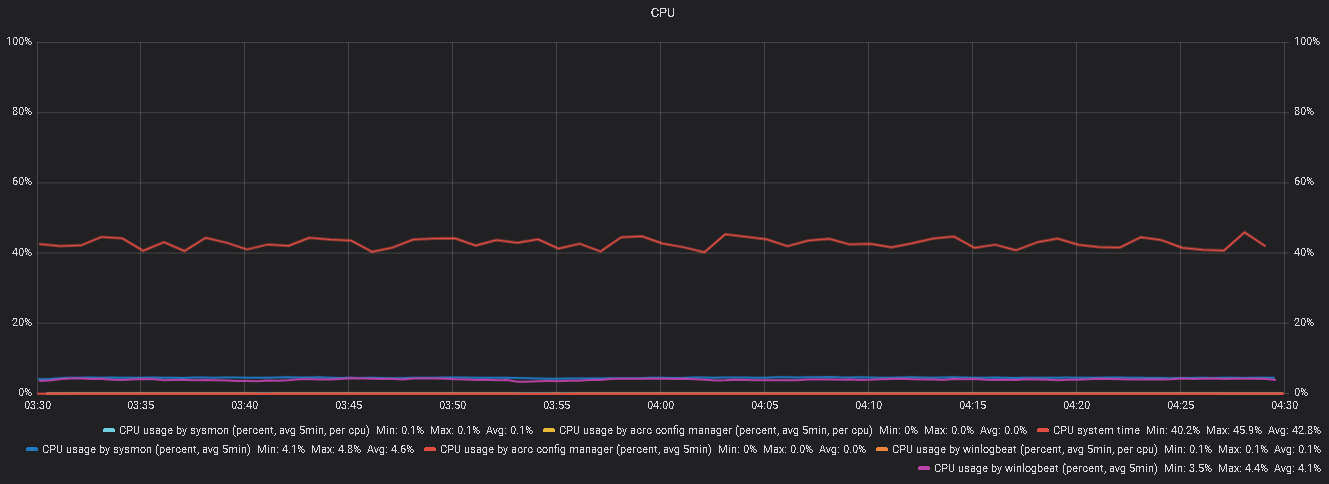 CPU
100% 100%
80% 80%
60% 60%
40% 40%
20% 20%
0% 0%
03:30 03:35 03:40 03:45 03:50 03:55 04:00 04:05 04:10 04:15 04:20 04:25 04:30
CPU usage by sysmon (percent, avg 5min, per cpu) Min: 0.1% Max: 0.1% Avg: 0.1% CPU usage by acrc config manager (percent, avg 5min, per cpu) Min: 0% Max: 0.0% Avg: 0.0% CPU system time Min: 40.2% Max: 45.9% Avg: 42.8%
CPU usage by sysmon (percent, avg 5min) Min: 4.1% Max: 4.8% Avg: 4.6% CPU usage by acrc config manager (percent, avg 5min) Min: 0% Max: 0.0% Avg: 0.0% CPU usage by winlogbeat (percent, avg 5min, per cpu) Min: 0.1% Max: 0.1% Avg: 0.1%
CPU usage by winlogbeat (percent, avg 5min) Min: 3.5% Max: 4.4% Avg: 4.1%